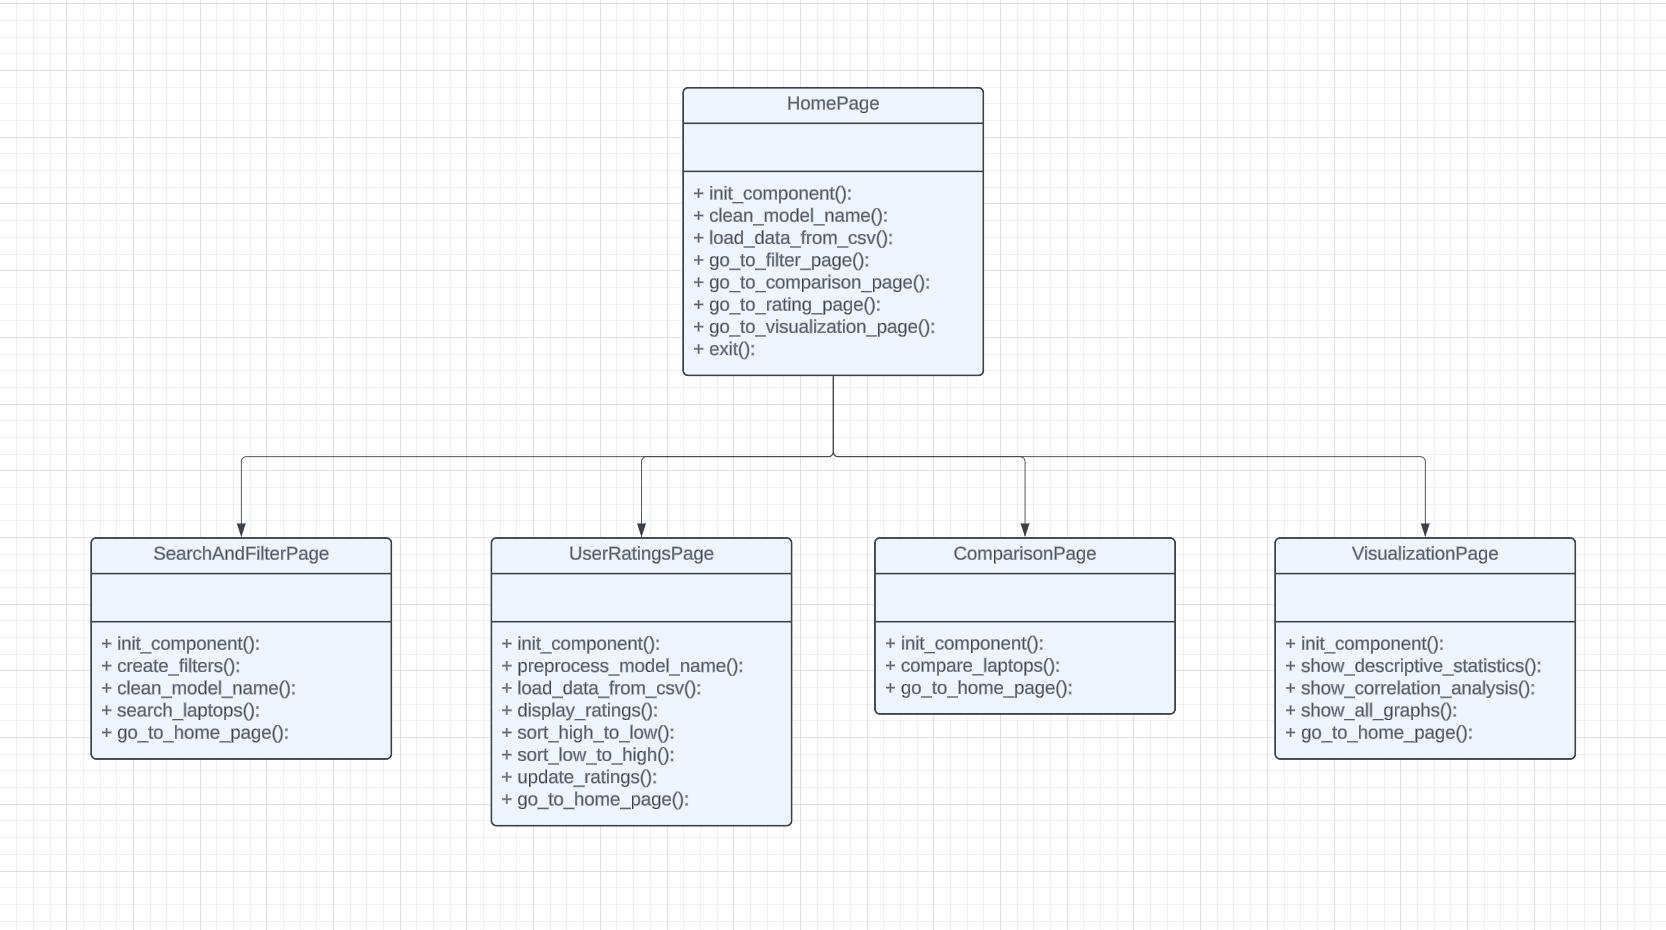 HomePage
+ init_component():
+ clean_model_name():
+ load_data_from_csv():
+ go_to_filter_page():
+ go_to_comparison_page():
+ go_to_rating_page():
+ go_to_visualization_page():
+ exit():
SearchAndFilterPage
+ init_component():
+ create_filters():
+ clean_model_name():
+ search_laptops():
+ go_to_home_page():
UserRatingsPage
+ init_component():
+ preprocess_model_name():
+ load_data_from_csv():
+ display_ratings():
+ sort_high_to_low():
+ sort_low_to_high():
+ update_ratings():
+ go_to_home_page():
ComparisonPage
+ init_component():
+ compare_laptops():
+ go_to_home_page():
VisualizationPage
+ init_component():
+ show_descriptive_statistics():
+ show_correlation_analysis():
+ show_all_graphs():
+ go_to_home_page():